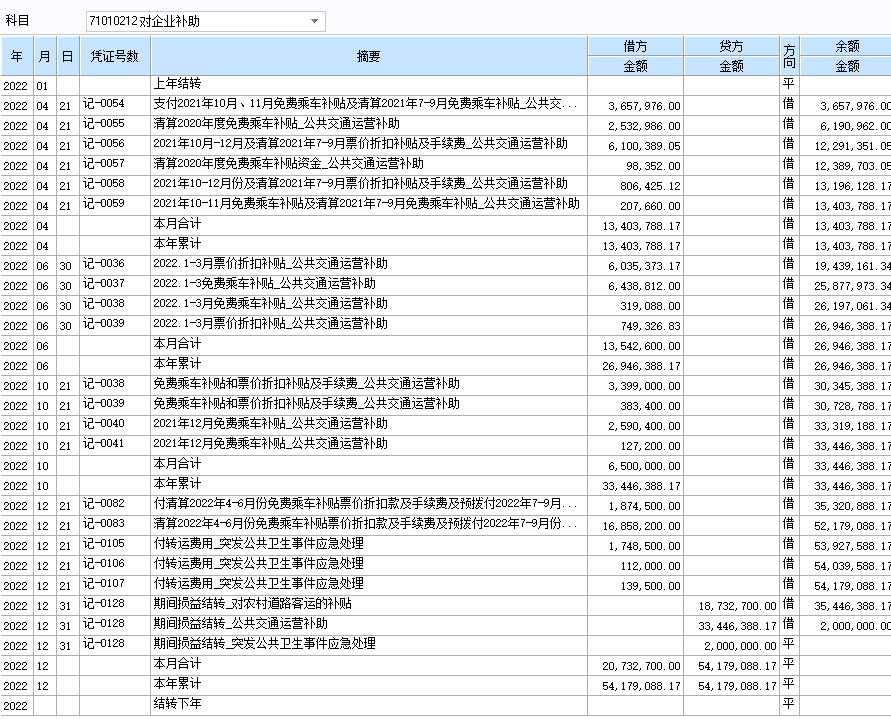 科目 71010212对企业补助
年 月 日 凭证号数 摘要 借方 金额 贷方 金额 方向 余额 金额
2022 01 上年结转 平
2022 04 21 记-0054 支付2021年10月、11月免费乘车补贴及清算2021年7-9月免费乘车补贴_公共交... 3,657,976.00 借 3,657,976.00
2022 04 21 记-0055 清算2020年度免费乘车补贴_公共交通运营补助 2,532,986.00 借 6,190,962.00
2022 04 21 记-0056 2021年10月-12月及清算2021年7-9月票价折扣补贴及手续费_公共交通运营补助 6,100,389.05 借 12,291,351.05
2022 04 21 记-0057 清算2020年度免费乘车补贴资金_公共交通运营补助 98,352.00 借 12,389,703.05
2022 04 21 记-0058 2021年10-12月份及清算2021年7-9月票价折扣补贴及手续费_公共交通运营补助 806,425.12 借 13,196,128.17
2022 04 21 记-0059 2021年10-11月免费乘车补贴及清算2021年7-9月免费乘车补贴_公共交通运营补助 207,660.00 借 13,403,788.17
2022 04 本月合计 13,403,788.17 借 13,403,788.17
2022 04 本年累计 13,403,788.17 借 13,403,788.17
2022 06 30 记-0036 2022.1-3月票价折扣补贴_公共交通运营补助 6,035,373.17 借 19,439,161.34
2022 06 30 记-0037 2022.1-3免费乘车补贴_公共交通运营补助 6,438,812.00 借 25,877,973.34
2022 06 30 记-0038 2022.1-3月免费乘车补贴_公共交通运营补助 319,088.00 借 26,197,061.34
2022 06 30 记-0039 2022.1-3月票价折扣补贴_公共交通运营补助 749,326.83 借 26,946,388.17
2022 06 本月合计 13,542,600.00 借 26,946,388.17
2022 06 本年累计 26,946,388.17 借 26,946,388.17
2022 10 21 记-0038 免费乘车补贴和票价折扣补贴及手续费_公共交通运营补助 3,399,000.00 借 30,345,388.17
2022 10 21 记-0039 免费乘车补贴和票价折扣补贴及手续费_公共交通运营补助 383,400.00 借 30,728,788.17
2022 10 21 记-0040 2021年12月免费乘车补贴_公共交通运营补助 2,590,400.00 借 33,319,188.17
2022 10 21 记-0041 2021年12月免费乘车补贴_公共交通运营补助 127,200.00 借 33,446,388.17
2022 10 本月合计 6,500,000.00 借 33,446,388.17
2022 10 本年累计 33,446,388.17 借 33,446,388.17
2022 12 21 记-0082 付清算2022年4-6月份免费乘车补贴票价折扣款及手续费及预拨付2022年7-9月... 1,874,500.00 借 35,320,888.17
2022 12 21 记-0083 清算2022年4-6月份免费乘车补贴票价折扣款及手续费及预拨付2022年7-9月份... 16,858,200.00 借 52,179,088.17
2022 12 21 记-0105 付转运费用_突发公共卫生事件应急处理 1,748,500.00 借 53,927,588.17
2022 12 21 记-0106 付转运费用_突发公共卫生事件应急处理 112,000.00 借 54,039,588.17
2022 12 21 记-0107 付转运费用_突发公共卫生事件应急处理 139,500.00 借 54,179,088.17
2022 12 31 记-0128 期间损益结转_对农村道路客运的补贴 18,732,700.00 借 35,446,388.17
2022 12 31 记-0128 期间损益结转_公共交通运营补助 33,446,388.17 借 2,000,000.00
2022 12 31 记-0128 期间损益结转_突发公共卫生事件应急处理 2,000,000.00 平
2022 12 本月合计 20,732,700.00 54,179,088.17 平
2022 12 本年累计 54,179,088.17 54,179,088.17 平
2022 结转下年 平